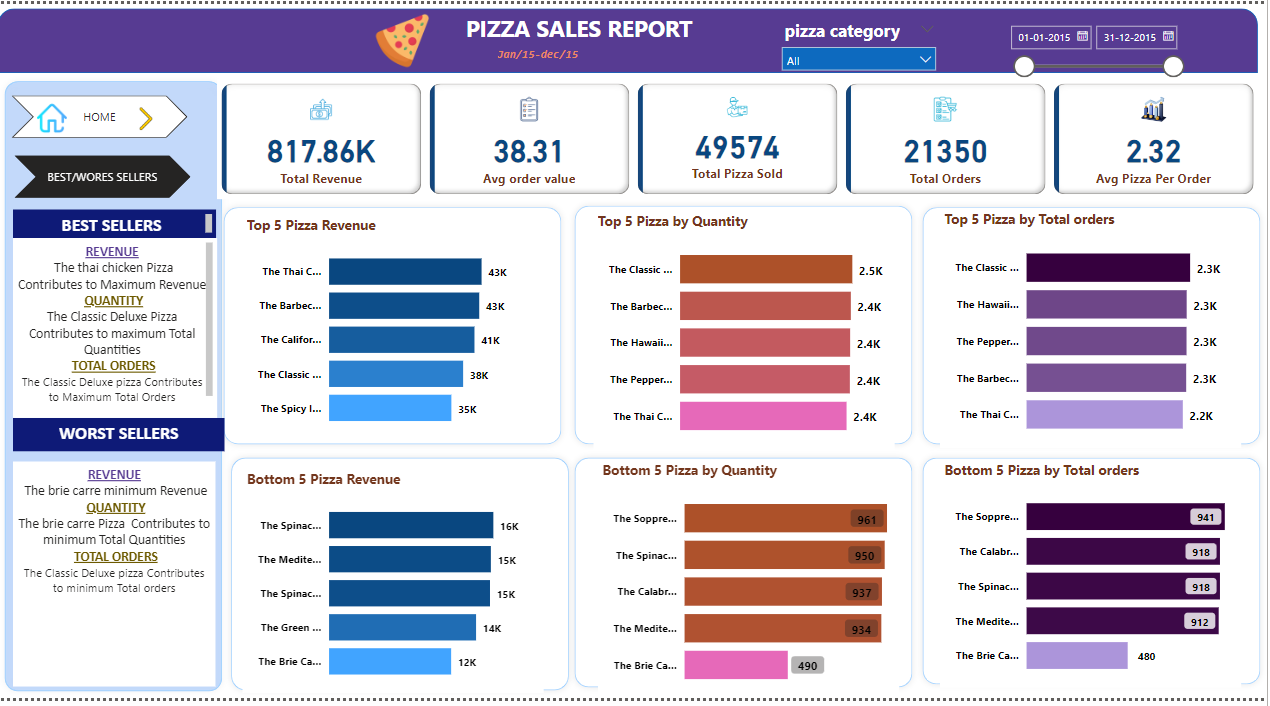 PIZZA SALES REPORT
Jan/15-dec/15
pizza category
All
01-01-2015
31-12-2015
HOME
BEST/WORES SELLERS
817.86K
Total Revenue
38.31
Avg order value
49574
Total Pizza Sold
21350
Total Orders
2.32
Avg Pizza Per Order
BEST SELLERS
REVENUE
The thai chicken Pizza
Contributes to Maximum Revenue
QUANTITY
The Classic Deluxe Pizza
Contributes to maximum Total
Quantities
TOTAL ORDERS
The Classic Deluxe pizza Contributes
to Maximum Total Orders
WORST SELLERS
REVENUE
The brie carre minimum Revenue
QUANTITY
The brie carre Pizza  Contributes to
minimum Total Quantities
TOTAL ORDERS
The Classic Deluxe pizza Contributes
to minimum Total orders
Top 5 Pizza Revenue
The Thai C... 43K
The Barbec... 43K
The Califor... 41K
The Classic ... 38K
The Spicy I... 35K
Top 5 Pizza by Quantity
The Classic ... 2.5K
The Barbec... 2.4K
The Hawaii... 2.4K
The Pepper... 2.4K
The Thai C... 2.4K
Top 5 Pizza by Total orders
The Classic ... 2.3K
The Hawaii... 2.3K
The Pepper... 2.3K
The Barbec... 2.3K
The Thai C... 2.2K
Bottom 5 Pizza Revenue
The Spinac... 16K
The Medite... 15K
The Spinac... 15K
The Green ... 14K
The Brie Ca... 12K
Bottom 5 Pizza by Quantity
The Soppre... 961
The Spinac... 950
The Calabr... 937
The Medite... 934
The Brie Ca... 490
Bottom 5 Pizza by Total orders
The Soppre... 941
The Calabr... 918
The Spinac... 918
The Medite... 912
The Brie Ca... 480